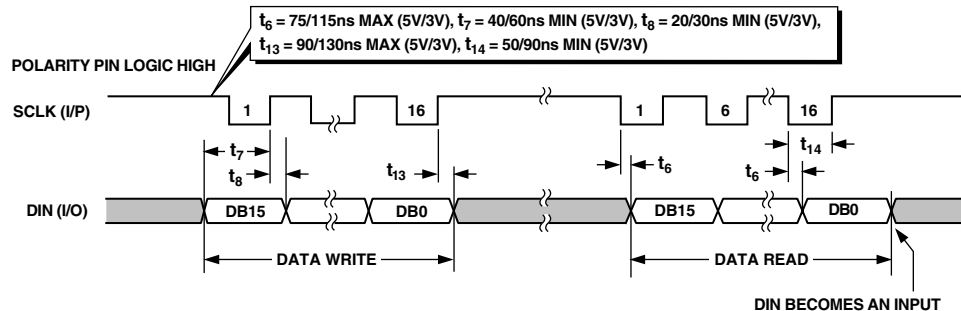 t6 = 75/115ns MAX (5V/3V), t7 = 40/60ns MIN (5V/3V), t8 = 20/30ns MIN (5V/3V),
t13 = 90/130ns MAX (5V/3V), t14 = 50/90ns MIN (5V/3V)
POLARITY PIN LOGIC HIGH
SCLK (I/P)
1
16
1
6
16
t7
t8
t13
t6
t14
t6
DIN (I/O)
DB15
DB0
DB15
DB0
DATA WRITE
DATA READ
DIN BECOMES AN INPUT